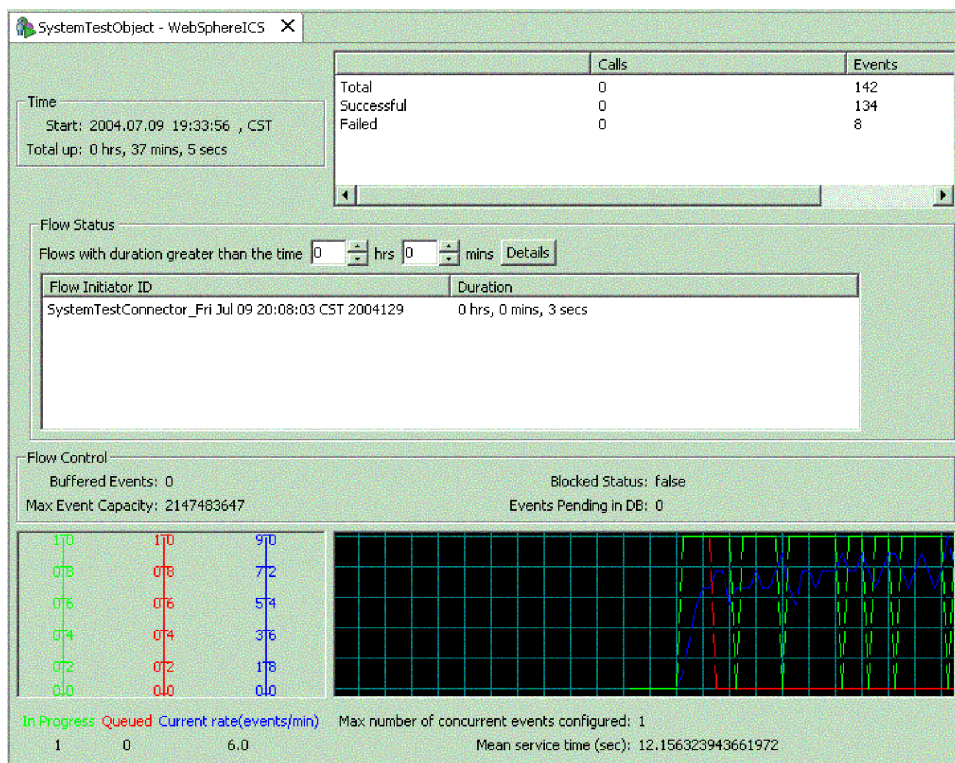 SystemTestObject - WebSphereICS
Calls Events
Total 0 142
Successful 0 134
Failed 0 8
Time
Start: 2004.07.09 19:33:56 , CST
Total up: 0 hrs, 37 mins, 5 secs
Flow Status
Flows with duration greater than the time 0 hrs 0 mins Details
Flow Initiator ID Duration
SystemTestConnector_Fri Jul 09 20:08:03 CST 2004129 0 hrs, 0 mins, 3 secs
Flow Control
Buffered Events: 0 Blocked Status: false
Max Event Capacity: 2147483647 Events Pending in DB: 0
1.0 1.0 9.0
0.8 0.8 7.2
0.6 0.6 5.4
0.4 0.4 3.6
0.2 0.2 1.8
0.0 0.0 0.0
In Progress Queued Current rate(events/min) Max number of concurrent events configured: 1
1 0 6.0 Mean service time (sec): 12.156323943661972